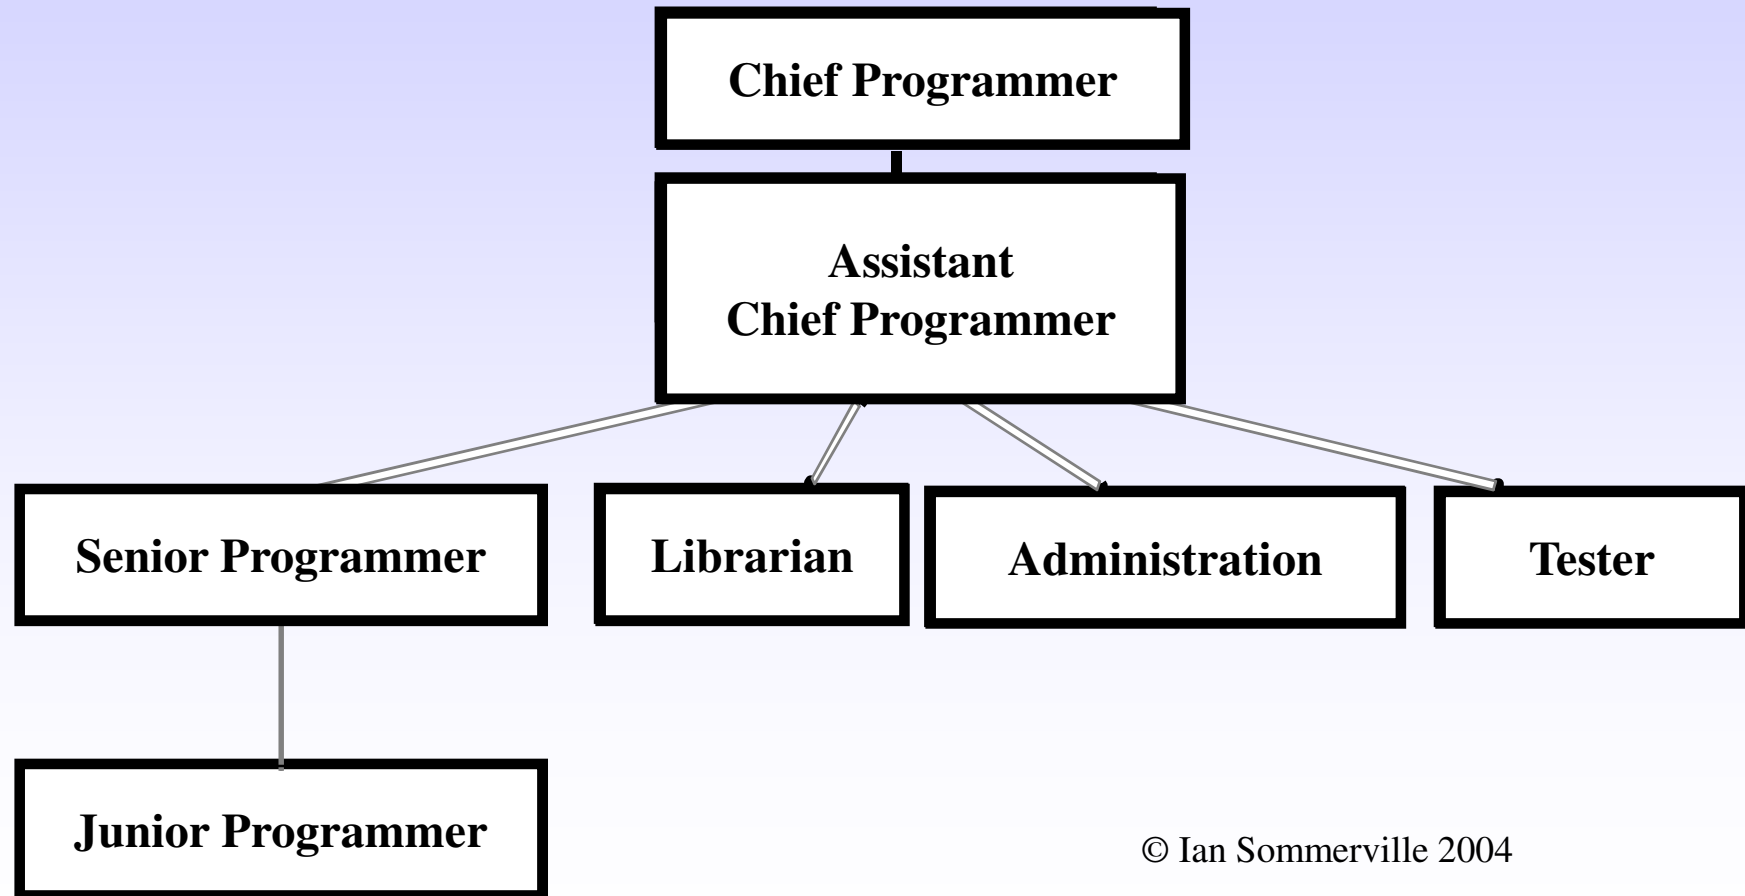 Chief Programmer
Assistant
Chief Programmer
Senior Programmer
Librarian
Administration
Tester
Junior Programmer
© Ian Sommerville 2004